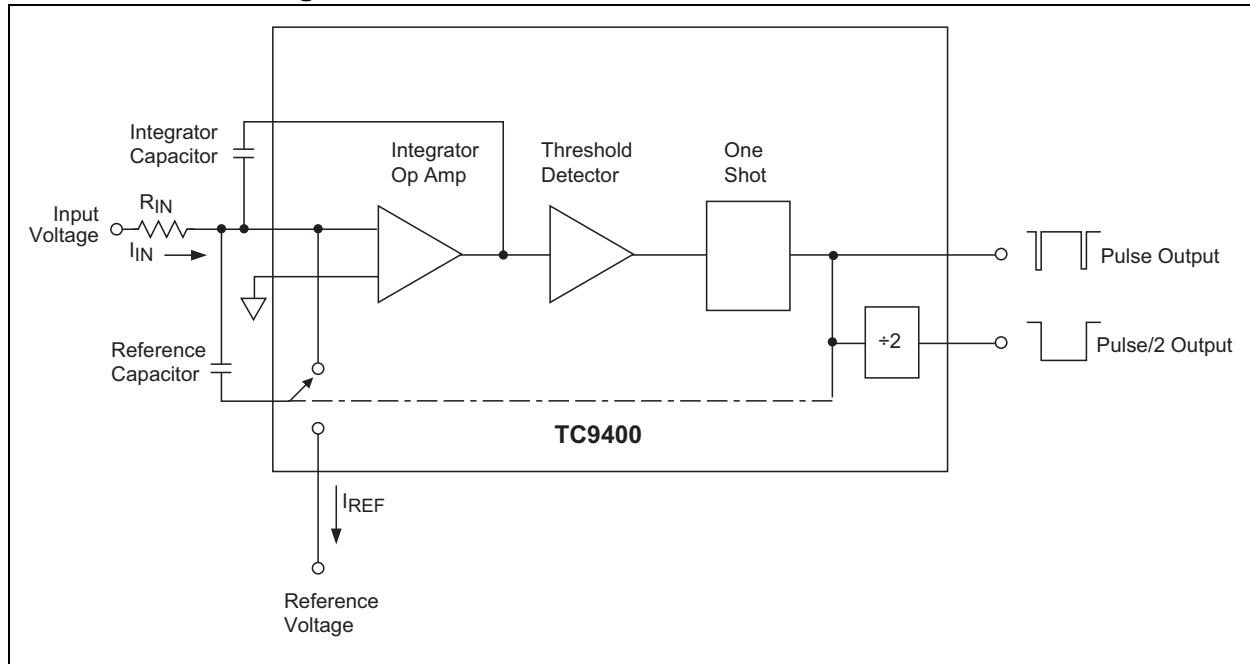 Integrator
Capacitor
Integrator
Op Amp
Threshold
Detector
One
Shot
Input
Voltage
RIN
IIN
Pulse Output
÷2
Pulse/2 Output
Reference
Capacitor
TC9400
IREF
Reference
Voltage